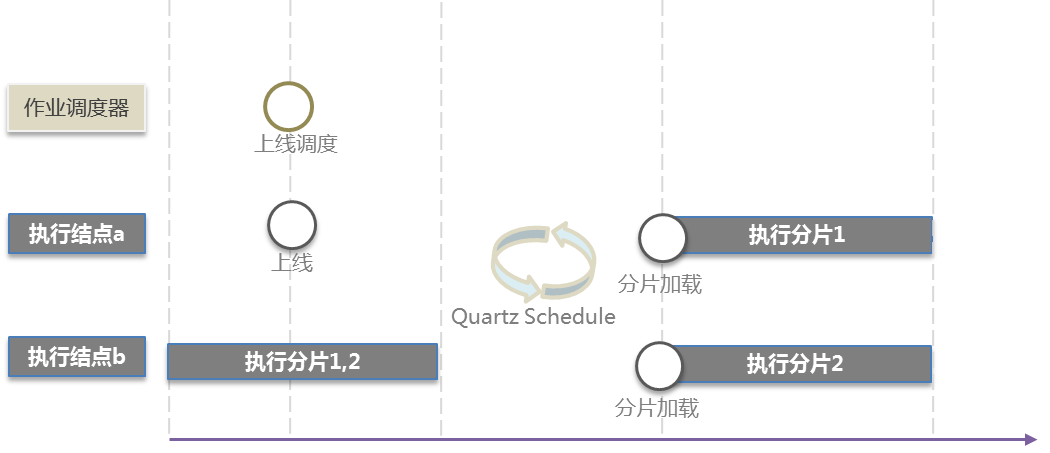 作业调度器
上线调度
执行结点a
上线
执行分片1
分片加载
Quartz Schedule
执行结点b
执行分片1,2
执行分片2
分片加载